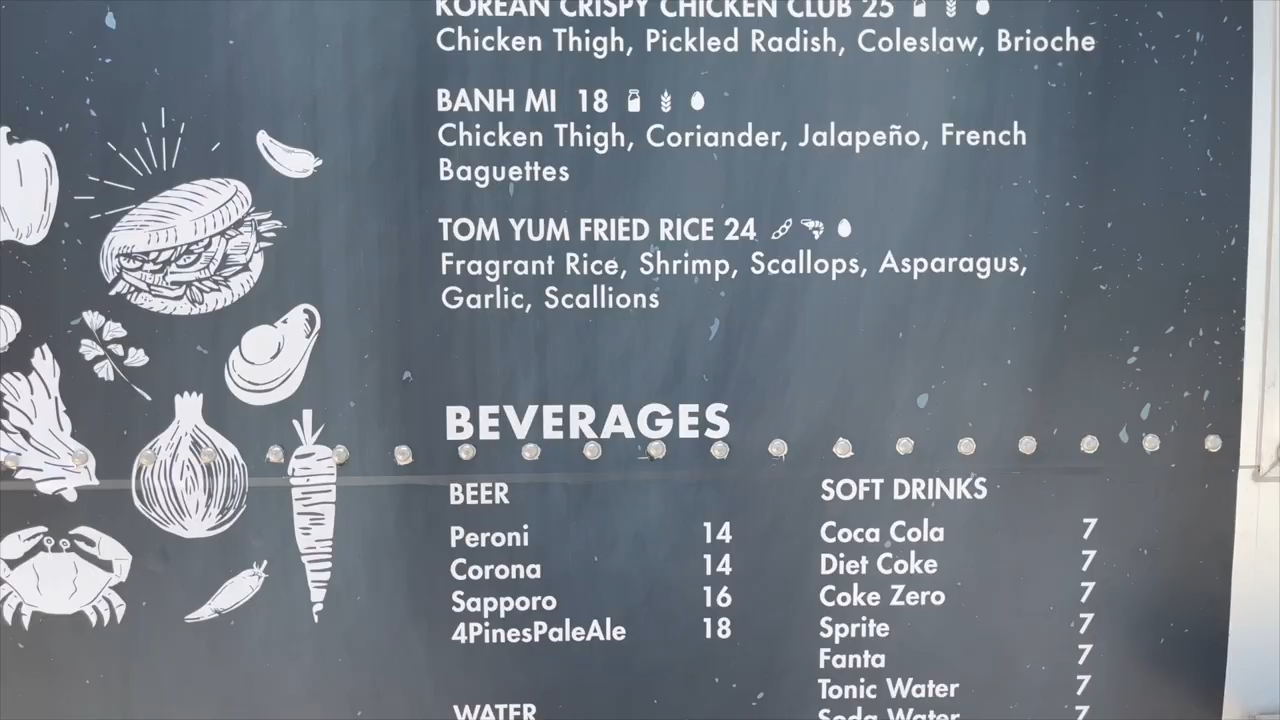 KOREAN CRISPY CHICKEN CLUB 25
Chicken Thigh, Pickled Radish, Coleslaw, Brioche
BANH MI 18
Chicken Thigh, Coriander, Jalapeño, French
Baguettes
TOM YUM FRIED RICE 24
Fragrant Rice, Shrimp, Scallops, Asparagus,
Garlic, Scallions
BEVERAGES
BEER
Peroni 14
Corona 14
Sapporo 16
4PinesPaleAle 18
WATER
SOFT DRINKS
Coca Cola 7
Diet Coke 7
Coke Zero 7
Sprite 7
Fanta 7
Tonic Water 7
Soda Water 7